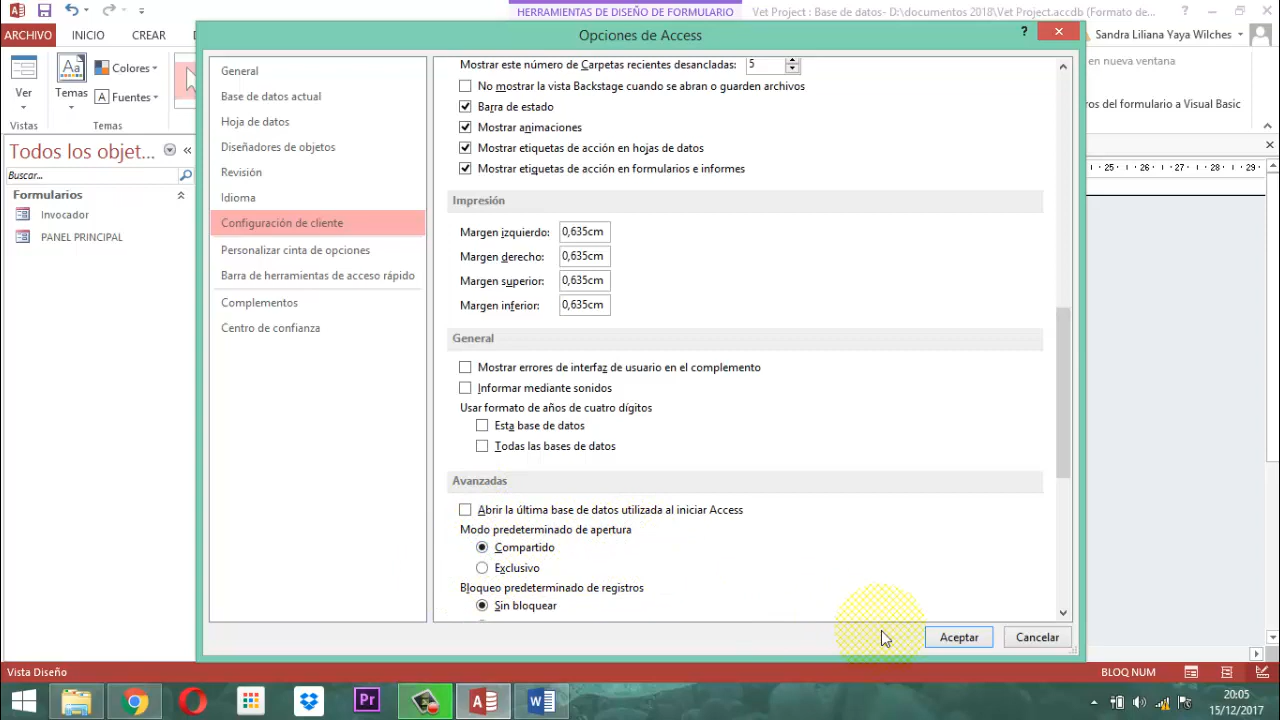 HERRAMIENTAS DE DISEÑO DE FORMULARIO
Vet Project : Base de datos- D:\documentos 2018\Vet Project.accdb (Formato de...
ARCHIVO
INICIO
CREAR
Opciones de Access
Sandra Liliana Yaya Wilches
Ver
Temas
Colores
Fuentes
Vistas
Temas
en nueva ventana
os del formulario a Visual Basic
Todos los objet...
Buscar...
Formularios
Invocador
PANEL PRINCIPAL
General
Base de datos actual
Hoja de datos
Diseñadores de objetos
Revisión
Idioma
Configuración de cliente
Personalizar cinta de opciones
Barra de herramientas de acceso rápido
Complementos
Centro de confianza
Mostrar este número de Carpetas recientes desancladas: 5
No mostrar la vista Backstage cuando se abran o guarden archivos
Barra de estado
Mostrar animaciones
Mostrar etiquetas de acción en hojas de datos
Mostrar etiquetas de acción en formularios e informes
Impresión
Margen izquierdo: 0,635cm
Margen derecho: 0,635cm
Margen superior: 0,635cm
Margen inferior: 0,635cm
General
Mostrar errores de interfaz de usuario en el complemento
Informar mediante sonidos
Usar formato de años de cuatro dígitos
Esta base de datos
Todas las bases de datos
Avanzadas
Abrir la última base de datos utilizada al iniciar Access
Modo predeterminado de apertura
Compartido
Exclusivo
Bloqueo predeterminado de registros
Sin bloquear
Aceptar
Cancelar
25 · 26 · 27 · 28 · 29
Vista Diseño
BLOQ NUM
Pr
20:05
15/12/2017